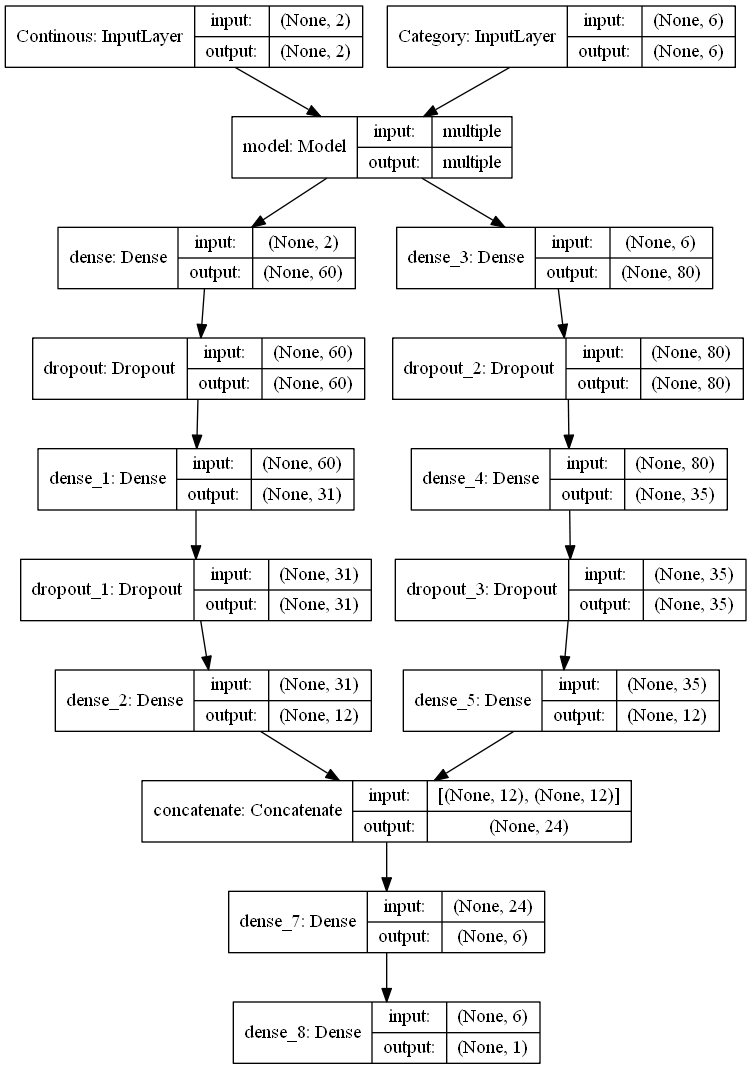 Continous: InputLayer
input: (None, 2)
output: (None, 2)
Category: InputLayer
input: (None, 6)
output: (None, 6)
model: Model
input: multiple
output: multiple
dense: Dense
input: (None, 2)
output: (None, 60)
dense_3: Dense
input: (None, 6)
output: (None, 80)
dropout: Dropout
input: (None, 60)
output: (None, 60)
dropout_2: Dropout
input: (None, 80)
output: (None, 80)
dense_1: Dense
input: (None, 60)
output: (None, 31)
dense_4: Dense
input: (None, 80)
output: (None, 35)
dropout_1: Dropout
input: (None, 31)
output: (None, 31)
dropout_3: Dropout
input: (None, 35)
output: (None, 35)
dense_2: Dense
input: (None, 31)
output: (None, 12)
dense_5: Dense
input: (None, 35)
output: (None, 12)
concatenate: Concatenate
input: [(None, 12), (None, 12)]
output: (None, 24)
dense_7: Dense
input: (None, 24)
output: (None, 6)
dense_8: Dense
input: (None, 6)
output: (None, 1)